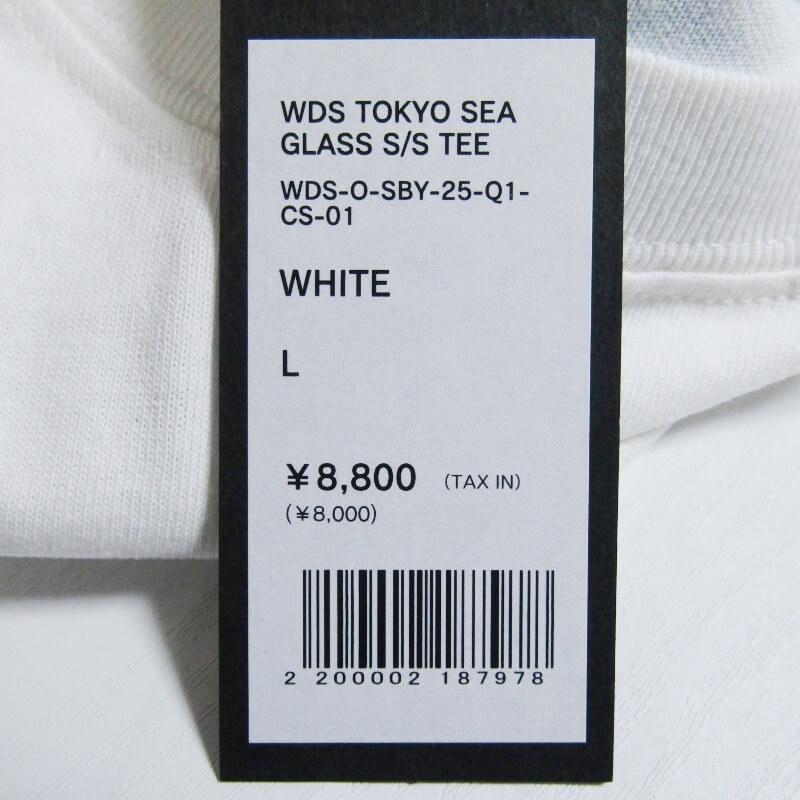 WDS TOKYO SEA
GLASS S/S TEE
WDS-O-SBY-25-Q1-
CS-01
WHITE
L
¥8,800 (TAX IN)
(¥8,000)
2 200002 187978